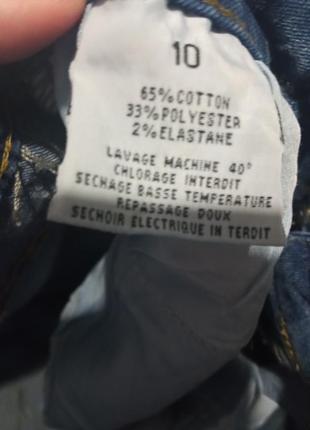 10
65% COTTON
33% POLYESTER
2% ELASTANE
LAVAGE MACHINE 40°
CHLORAGE INTERDIT
SECHAGE BASSE TEMPERATURE
REPASSAGE DOUX
SECHOIR ELECTRIQUE IN TERDIT